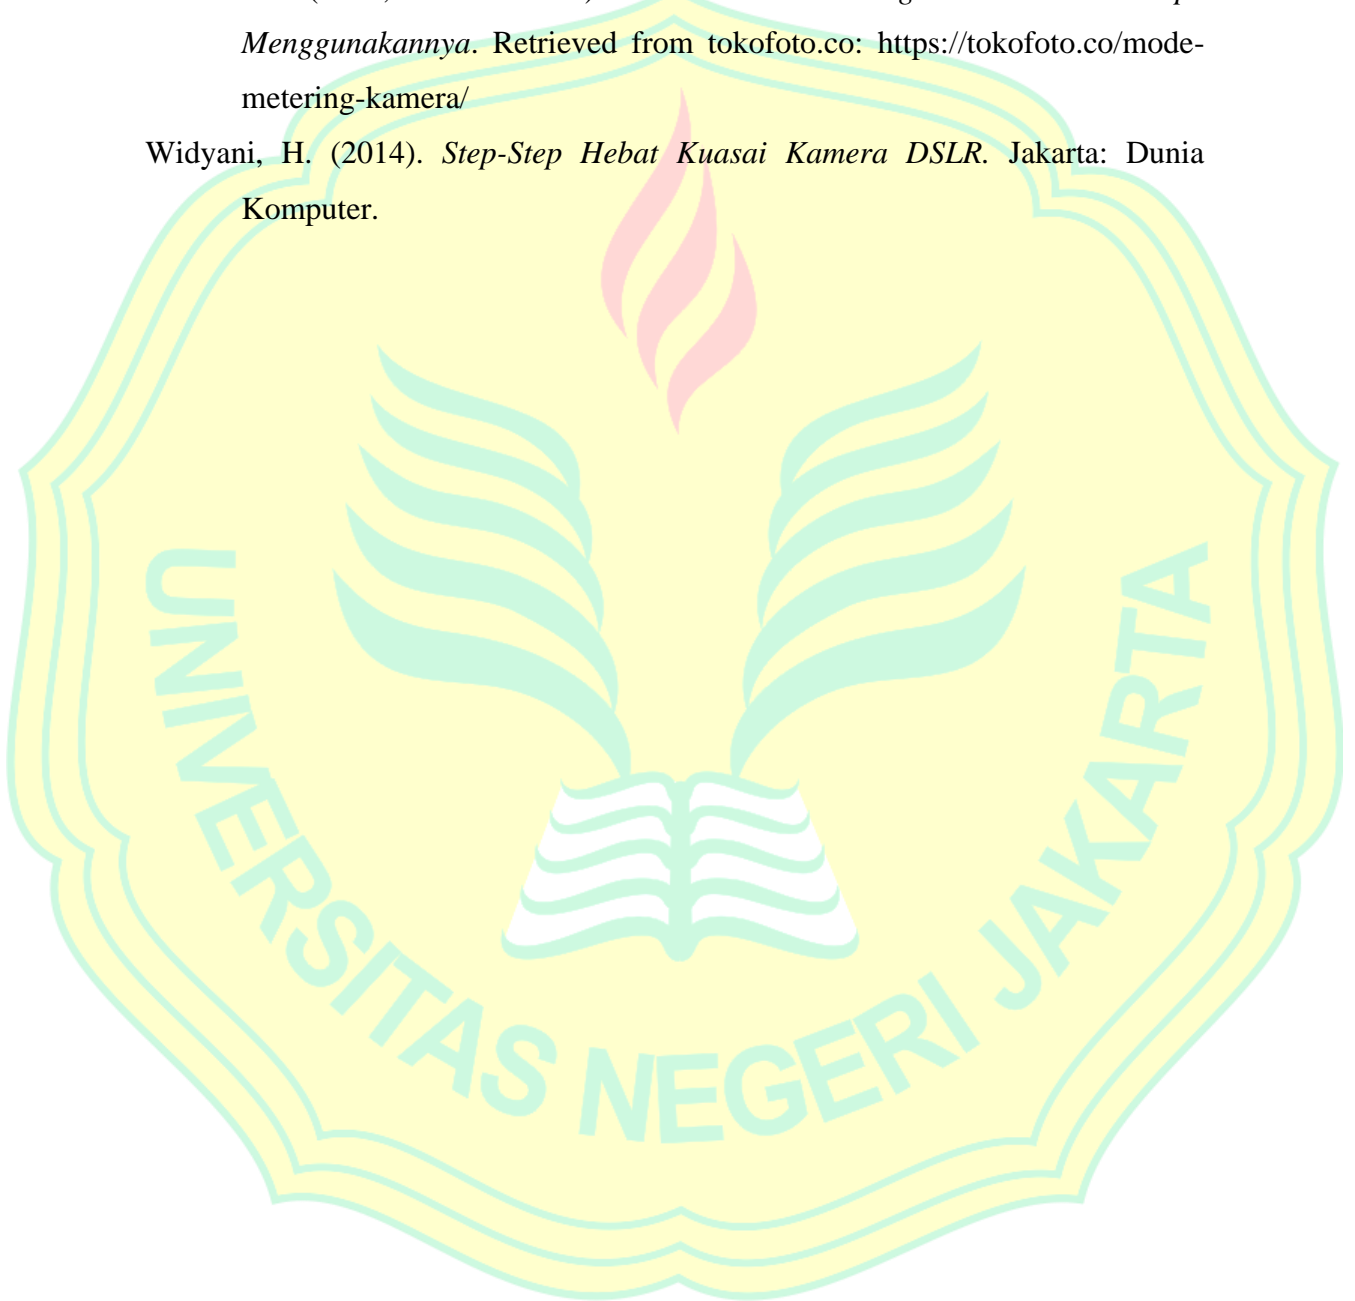 Menggunakannya. Retrieved from tokofoto.co: https://tokofoto.co/mode-
metering-kamera/
Widyani, H. (2014). Step-Step Hebat Kuasai Kamera DSLR. Jakarta: Dunia
Komputer.
UNIVERSITAS NEGERI JAKARTA